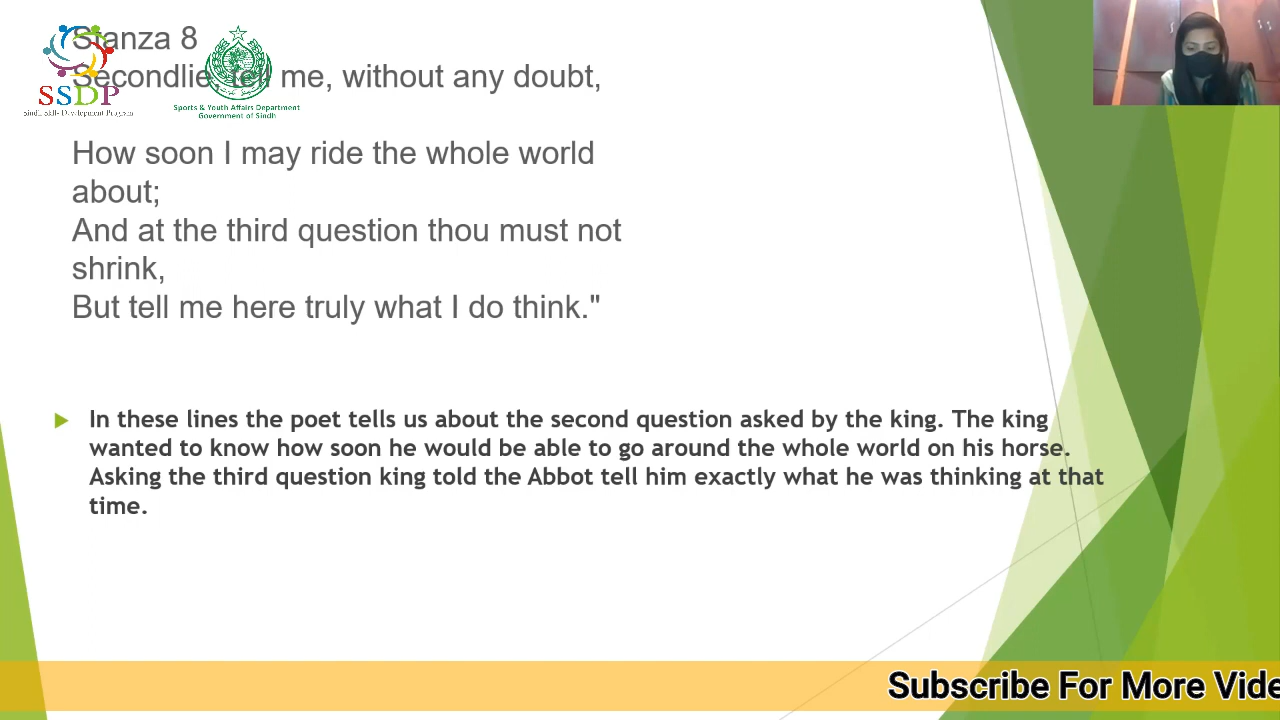 Stanza 8
Secondlie, tell me, without any doubt,
SSDP
Sindh Skills Development Program
Sports & Youth Affairs Department
Government of Sindh
How soon I may ride the whole world
about;
And at the third question thou must not
shrink,
But tell me here truly what I do think."
In these lines the poet tells us about the second question asked by the king. The king
wanted to know how soon he would be able to go around the whole world on his horse.
Asking the third question king told the Abbot tell him exactly what he was thinking at that
time.
Subscribe For More Vide